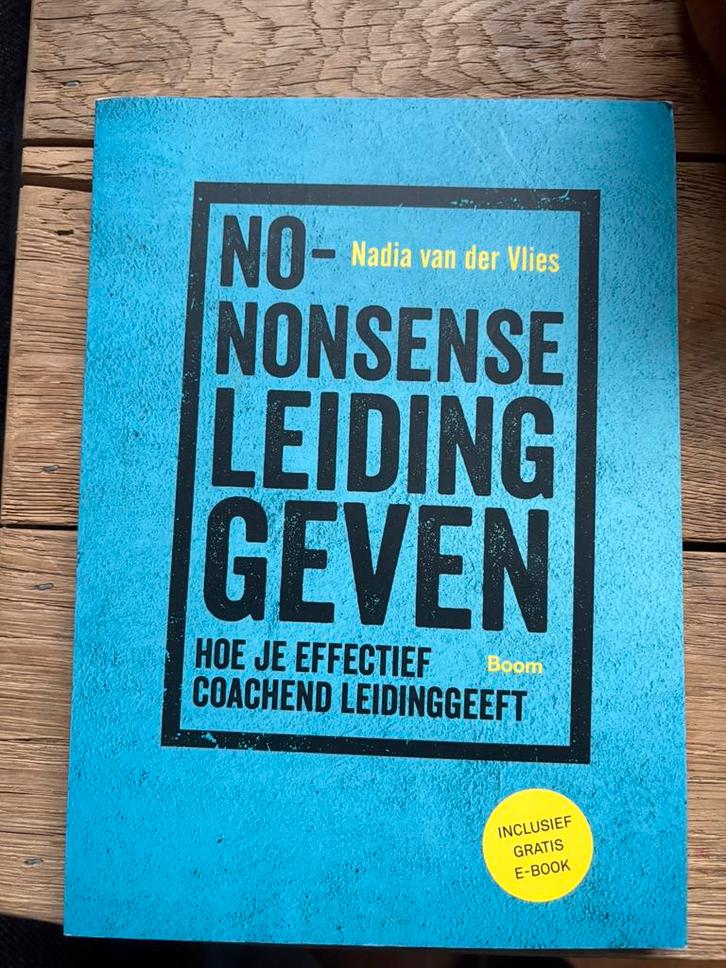 NO-
Nadia van der Vlies
NONSENSE
LEIDING
GEVEN
HOE JE EFFECTIEF
COACHEND LEIDINGGEEFT
Boom
INCLUSIEF
GRATIS
E-BOOK